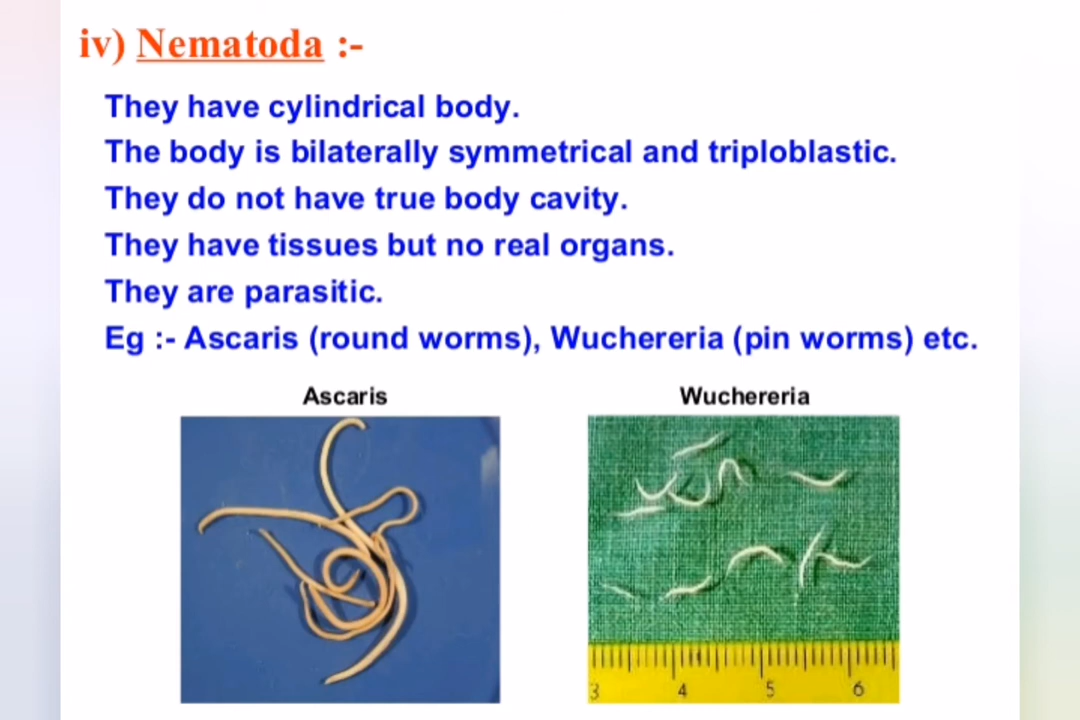 iv) Nematoda :-
They have cylindrical body.
The body is bilaterally symmetrical and triploblastic.
They do not have true body cavity.
They have tissues but no real organs.
They are parasitic.
Eg :- Ascaris (round worms), Wuchereria (pin worms) etc.
Ascaris
Wuchereria
3 4 5 6